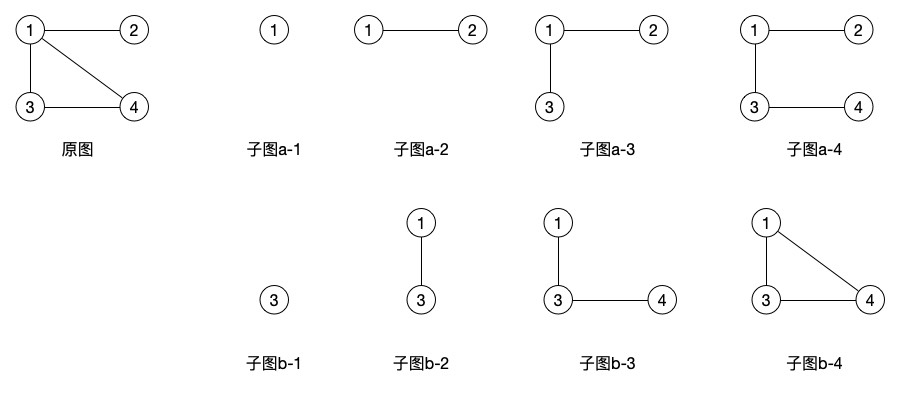 1 2 1 1 2 1 2 1 2
3 4 3 3 4
原图 子图a-1 子图a-2 子图a-3 子图a-4
1 1 1
3 3 3 4 3 4
子图b-1 子图b-2 子图b-3 子图b-4